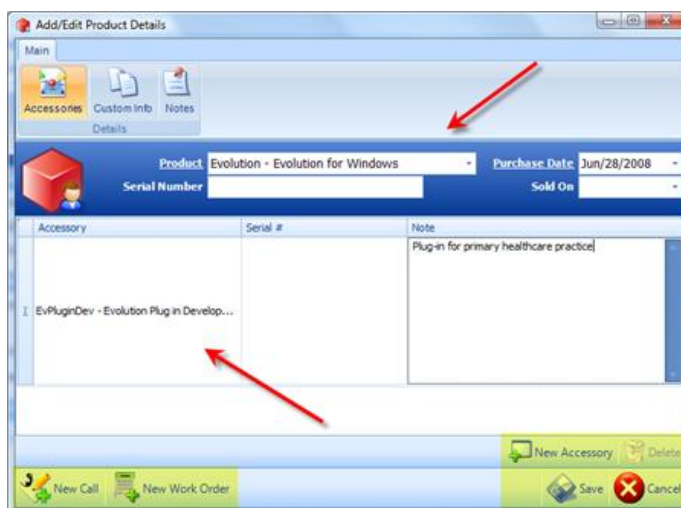 Add/Edit Product Details
Main
Accessories Custom Info Notes
Details
Product Evolution - Evolution for Windows Purchase Date Jun/28/2008
Serial Number Sold On
Accessory Serial # Note
Plug-in for primary healthcare practice
EvPluginDev - Evolution Plug in Develop...
New Accessory Delete
New Call New Work Order Save Cancel